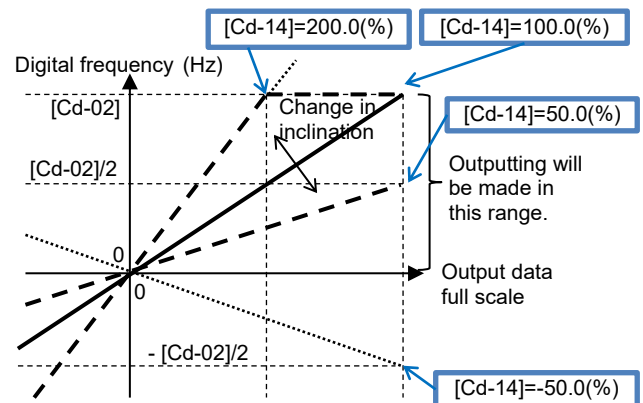 [Cd-14]=200.0(%)
[Cd-14]=100.0(%)
Digital frequency (Hz)
[Cd-02]
Change in
inclination
[Cd-14]=50.0(%)
[Cd-02]/2
Outputting will
be made in
this range.
0
0
Output data
full scale
- [Cd-02]/2
[Cd-14]=-50.0(%)